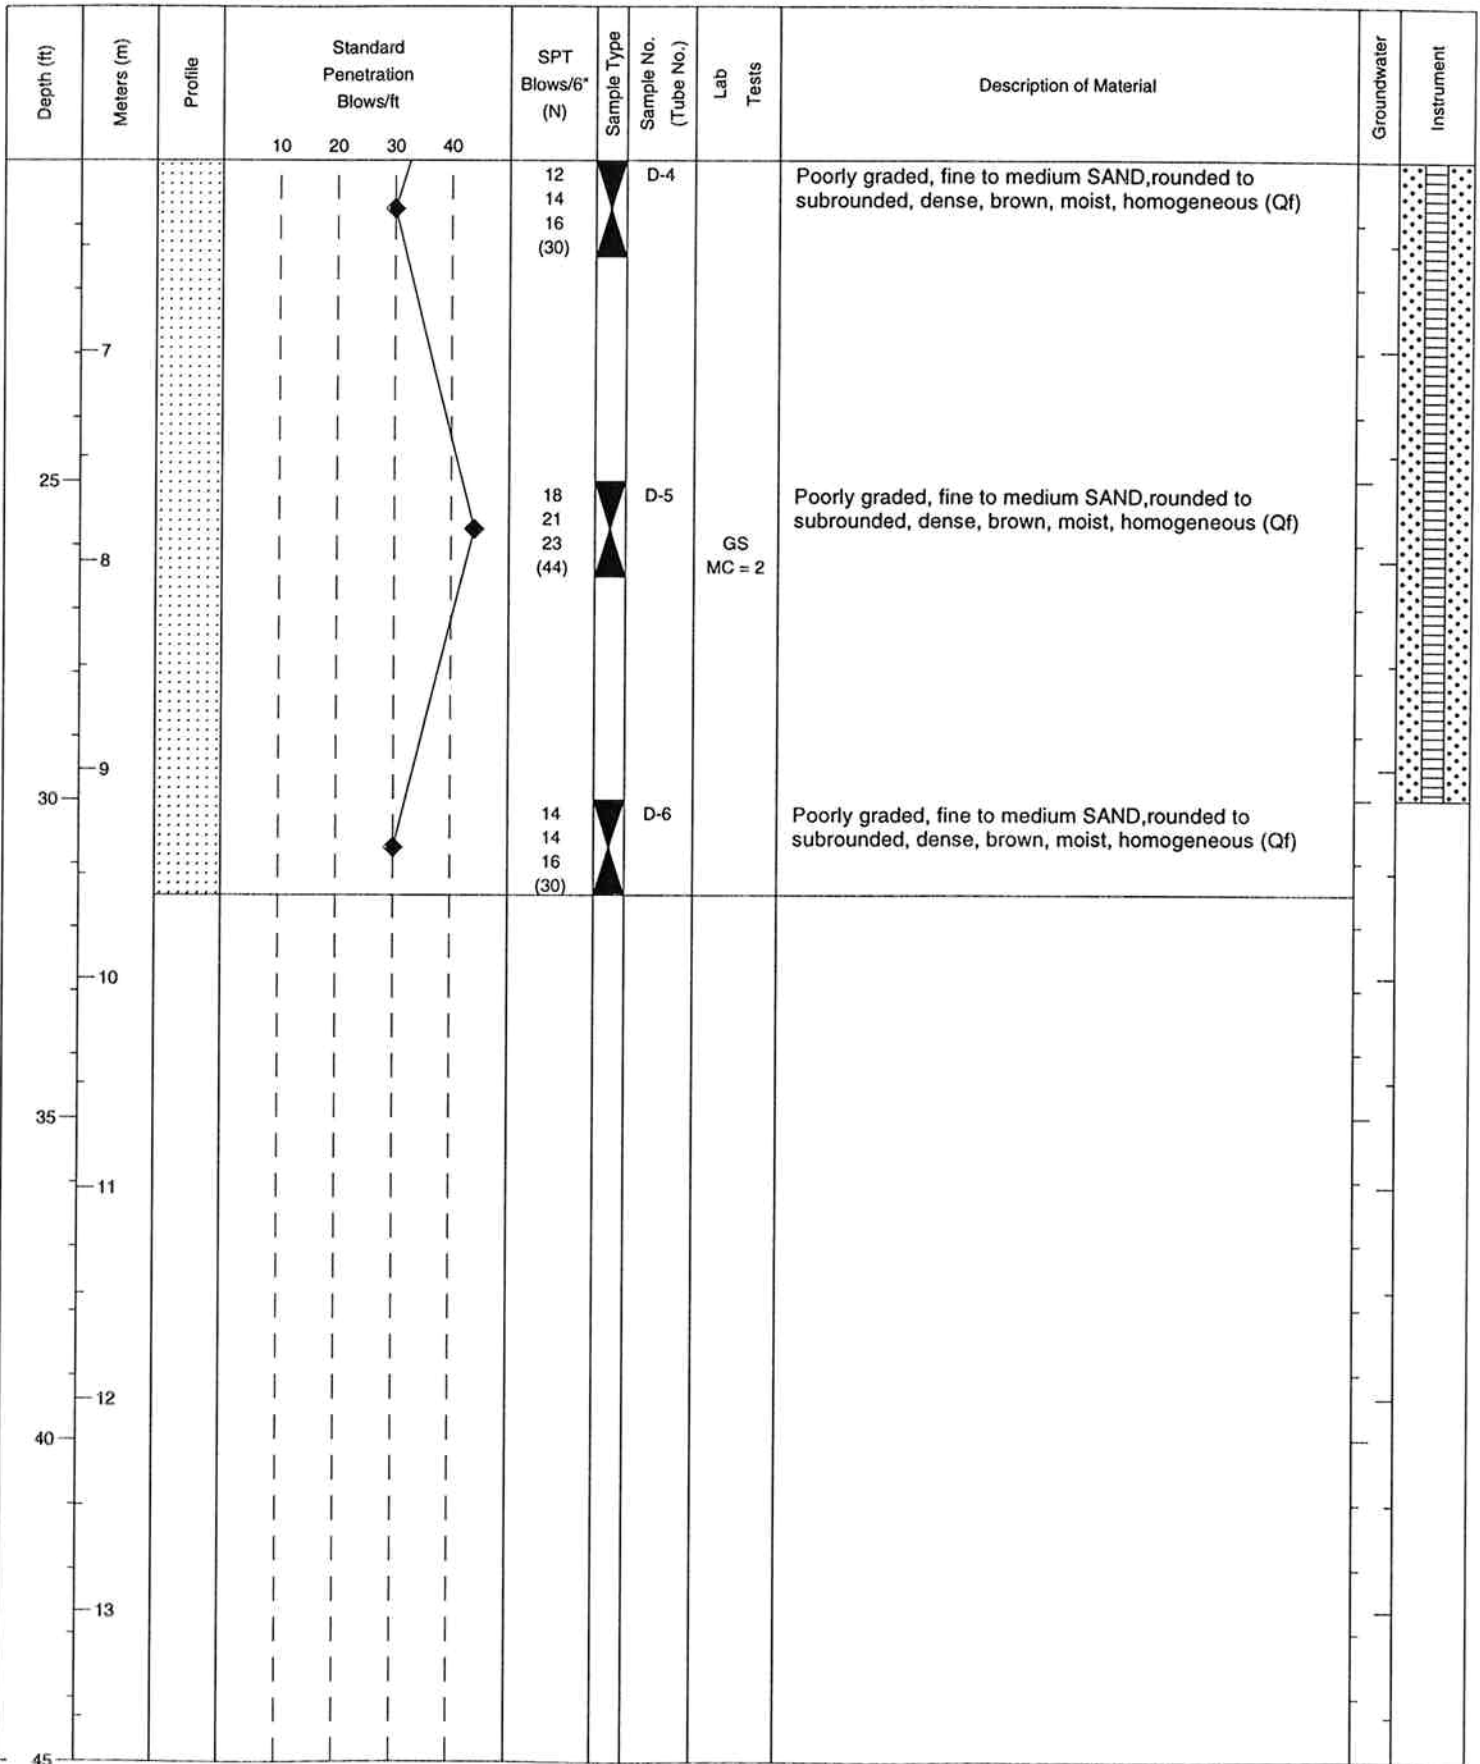 Depth (ft)
Meters (m)
Profile
Standard
Penetration
Blows/ft
10 20 30 40
SPT
Blows/6"
(N)
Sample Type
Sample No.
(Tube No.)
Lab
Tests
Description of Material
Groundwater
Instrument
12
14
16
(30)
D-4
Poorly graded, fine to medium SAND,rounded to
subrounded, dense, brown, moist, homogeneous (Qf)
7
25
18
21
23
(44)
D-5
GS
MC = 2
Poorly graded, fine to medium SAND,rounded to
subrounded, dense, brown, moist, homogeneous (Qf)
8
9
30
14
14
16
(30)
D-6
Poorly graded, fine to medium SAND,rounded to
subrounded, dense, brown, moist, homogeneous (Qf)
10
35
11
12
40
13
45